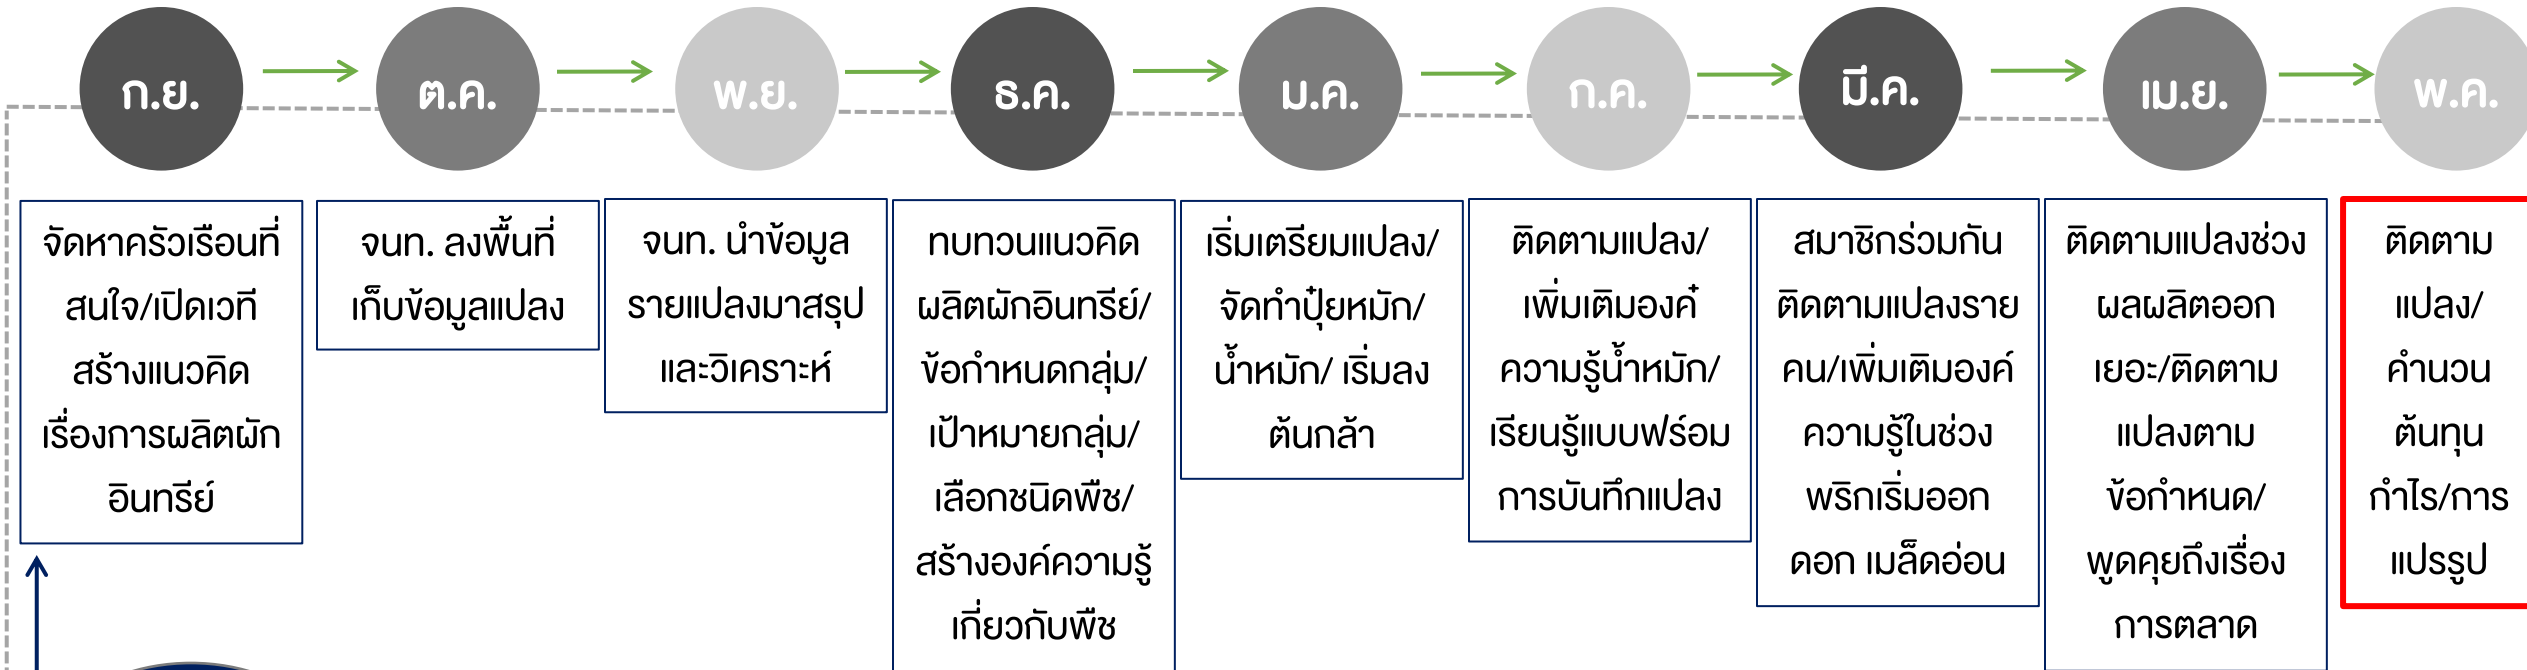 ก.ย.
ต.ค.
พ.ย.
ธ.ค.
ม.ค.
ก.ค.
มี.ค.
เม.ย.
พ.ค.
จัดหาครัวเรือนที่
สนใจ/เปิดเวที
สร้างแนวคิด
เรื่องการผลิตผัก
อินทรีย์
จนท. ลงพื้นที่
เก็บข้อมูลแปลง
จนท. นำข้อมูล
รายแปลงมาสรุป
และวิเคราะห์
ทบทวนแนวคิด
ผลิตผักอินทรีย์/
ข้อกำหนดกลุ่ม/
เป้าหมายกลุ่ม/
เลือกชนิดพืช/
สร้างองค์ความรู้
เกี่ยวกับพืช
เริ่มเตรียมแปลง/
จัดทำปุ๋ยหมัก/
น้ำหมัก/ เริ่มลง
ต้นกล้า
ติดตามแปลง/
เพิ่มเติมองค๋
ความรู้น้ำหมัก/
เรียนรู้แบบฟร์อม
การบันทึกแปลง
สมาชิกร่วมกัน
ติดตามแปลงราย
คน/เพิ่มเติมองค์
ความรู้ในช่วง
พริกเริ่มออก
ดอก เมล็ดอ่อน
ติดตามแปลงช่วง
ผลผลิตออก
เยอะ/ติดตาม
แปลงตาม
ข้อกำหนด/
พูดคุยถึงเรื่อง
การตลาด
ติดตาม
แปลง/
คำนวน
ต้นทุน
กำไร/การ
แปรรูป